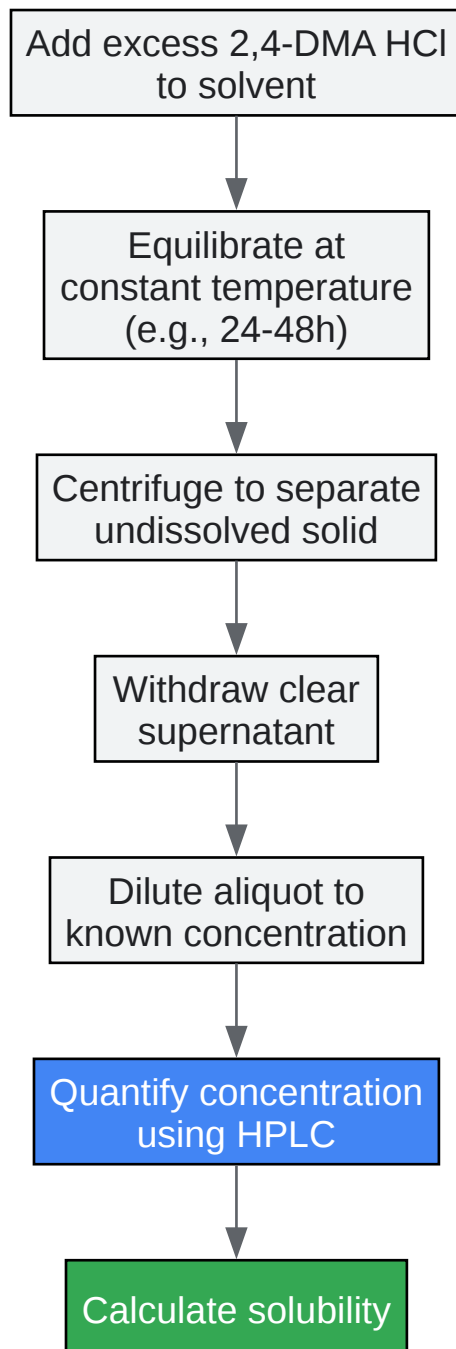 Add excess 2,4-DMA HCl
to solvent
Equilibrate at
constant temperature
(e.g., 24-48h)
Centrifuge to separate
undissolved solid
Withdraw clear
supernatant
Dilute aliquot to
known concentration
Quantify concentration
using HPLC
Calculate solubility